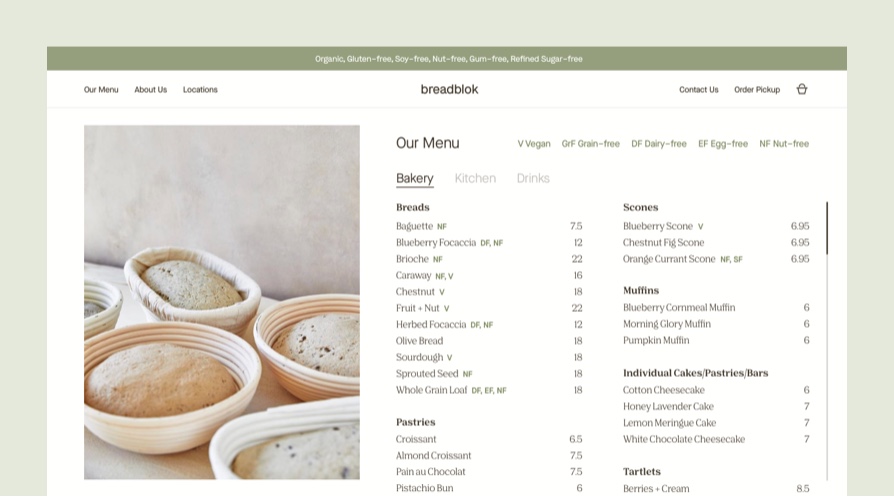 Organic, Gluten-free, Soy-free, Nut-free, Gum-free, Refined Sugar-free
Our Menu About Us Locations
breadblok
Contact Us Order Pickup
Our Menu
V Vegan GrF Grain-free DF Dairy-free EF Egg-free NF Nut-free
Bakery Kitchen Drinks
Breads
Baguette NF 7.5
Blueberry Focaccia DF, NF 12
Brioche NF 22
Caraway NF, V 16
Chestnut V 18
Fruit + Nut V 22
Herbed Focaccia DF, NF 12
Olive Bread 18
Sourdough V 18
Sprouted Seed NF 18
Whole Grain Loaf DF, EF, NF 18
Pastries
Croissant 6.5
Almond Croissant 7.5
Pain au Chocolat 7.5
Pistachio Bun 6
Scones
Blueberry Scone V 6.95
Chestnut Fig Scone 6.95
Orange Currant Scone NF, SF 6.95
Muffins
Blueberry Cornmeal Muffin 6
Morning Glory Muffin 6
Pumpkin Muffin 6
Individual Cakes/Pastries/Bars
Cotton Cheesecake 6
Honey Lavender Cake 7
Lemon Meringue Cake 7
White Chocolate Cheesecake 7
Tartlets
Berries + Cream 8.5